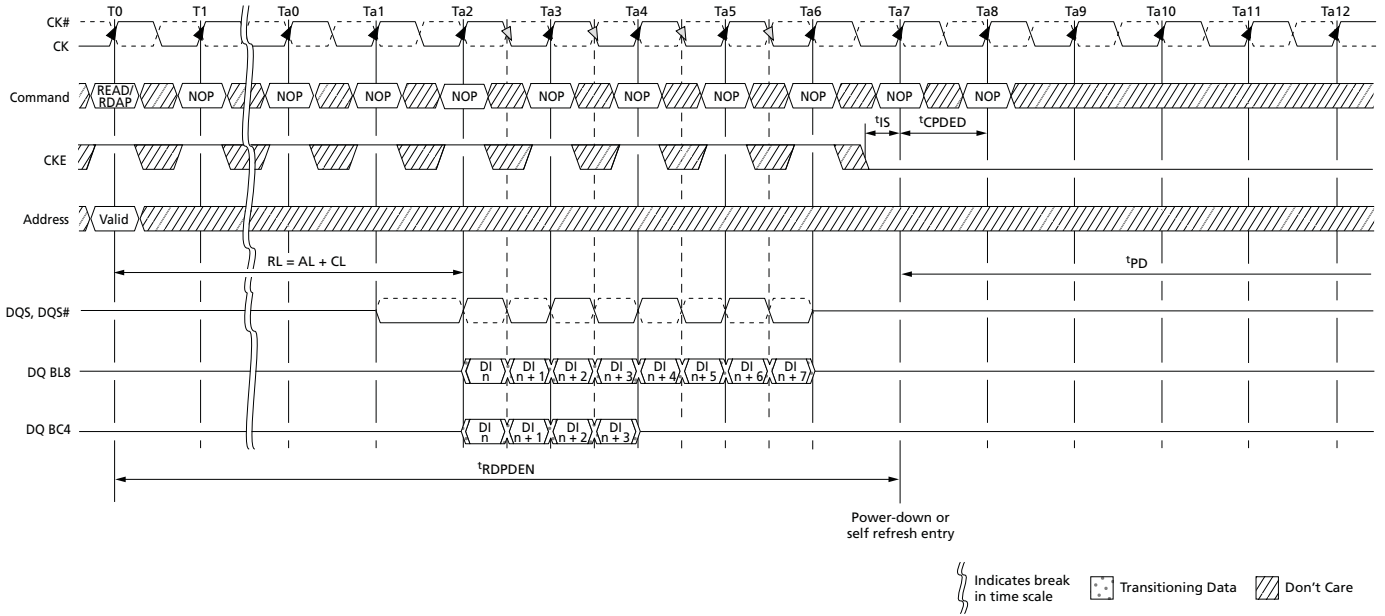 T0 T1 Ta0 Ta1 Ta2 Ta3 Ta4 Ta5 Ta6 Ta7 Ta8 Ta9 Ta10 Ta11 Ta12
CK#
CK
Command READ/ RDAP NOP NOP NOP NOP NOP NOP NOP NOP NOP NOP
tIS tCPDED
CKE
Address Valid
RL = AL + CL tPD
DQS, DQS#
DQ BL8 DI n DI n + 1 DI n + 2 DI n + 3 DI n + 4 DI n+ 5 DI n + 6 DI n + 7
DQ BC4 DI n DI n + 1 DI n + 2 DI n + 3
tRDPDEN
Power-down or
self refresh entry
Indicates break
in time scale
Transitioning Data
Don't Care